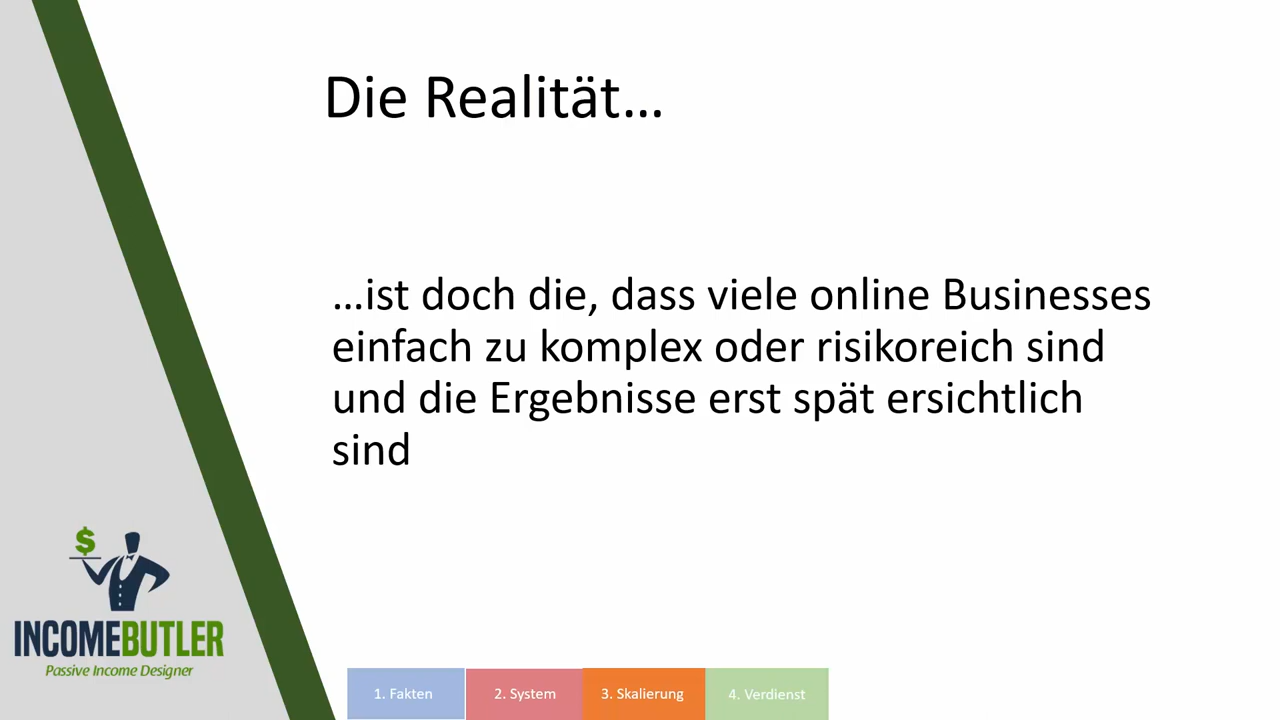 Die Realität…
…ist doch die, dass viele online Businesses
einfach zu komplex oder risikoreich sind
und die Ergebnisse erst spät ersichtlich
sind
$
INCOMEBUTLER
Passive Income Designer
1. Fakten
2. System
3. Skalierung
4. Verdienst